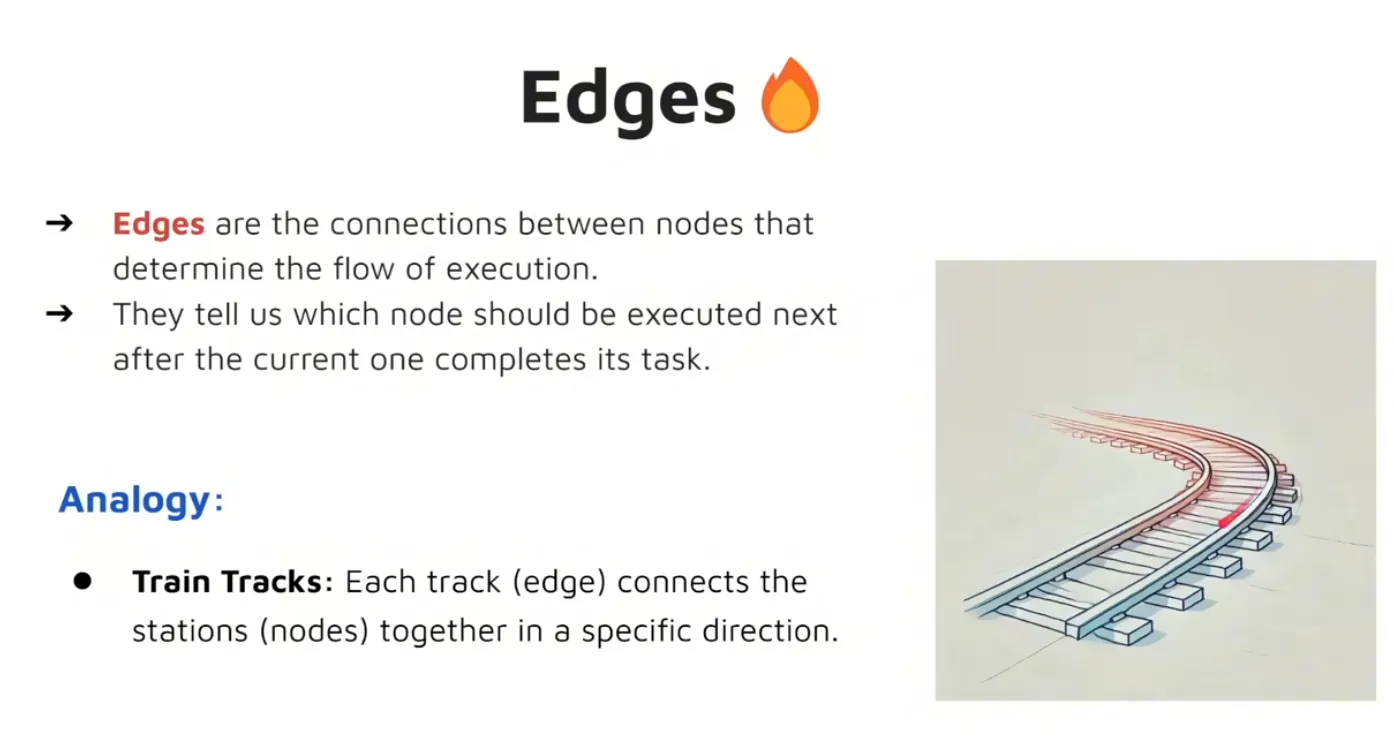 Edges 🔥
➔ Edges are the connections between nodes that
determine the flow of execution.
➔ They tell us which node should be executed next
after the current one completes its task.
Analogy:
● Train Tracks: Each track (edge) connects the
stations (nodes) together in a specific direction.